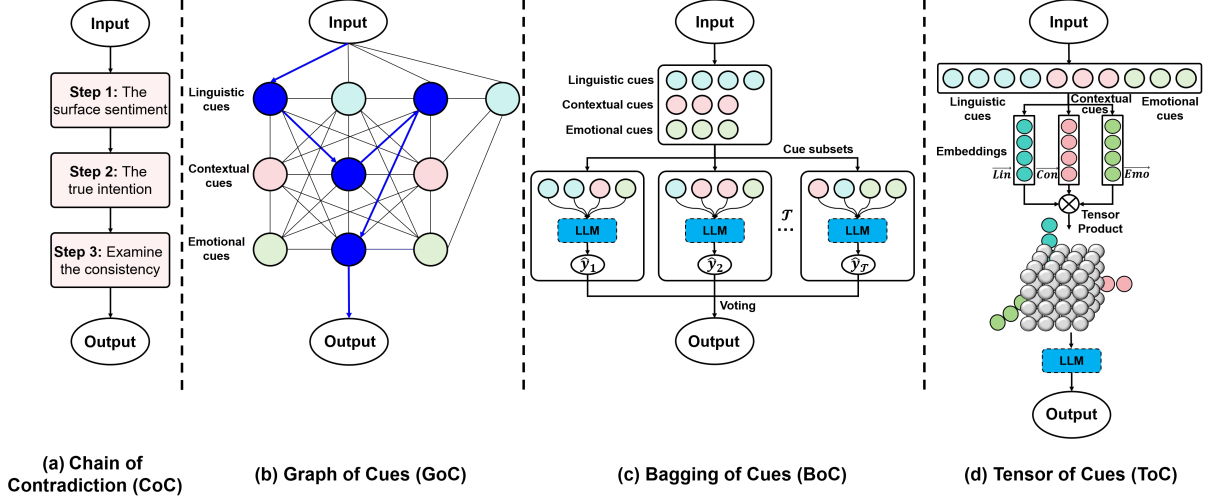 Input
Step 1: The
surface sentiment
Step 2: The
true intention
Step 3: Examine
the consistency
Output
(a) Chain of
Contradiction (CoC)
Input
Linguistic
cues
Contextual
cues
Emotional
cues
Output
(b) Graph of Cues (GoC)
Input
Linguistic cues
Contextual cues
Emotional cues
Cue subsets
LLM
LLM
𝒯
...
LLM
ŷ₁
ŷ₂
ŷ_𝒯
Voting
Output
(c) Bagging of Cues (BoC)
Input
Linguistic
cues
Contextual
cues
Emotional
cues
Embeddings
Lin
Con
Emo
Tensor
Product
LLM
Output
(d) Tensor of Cues (ToC)